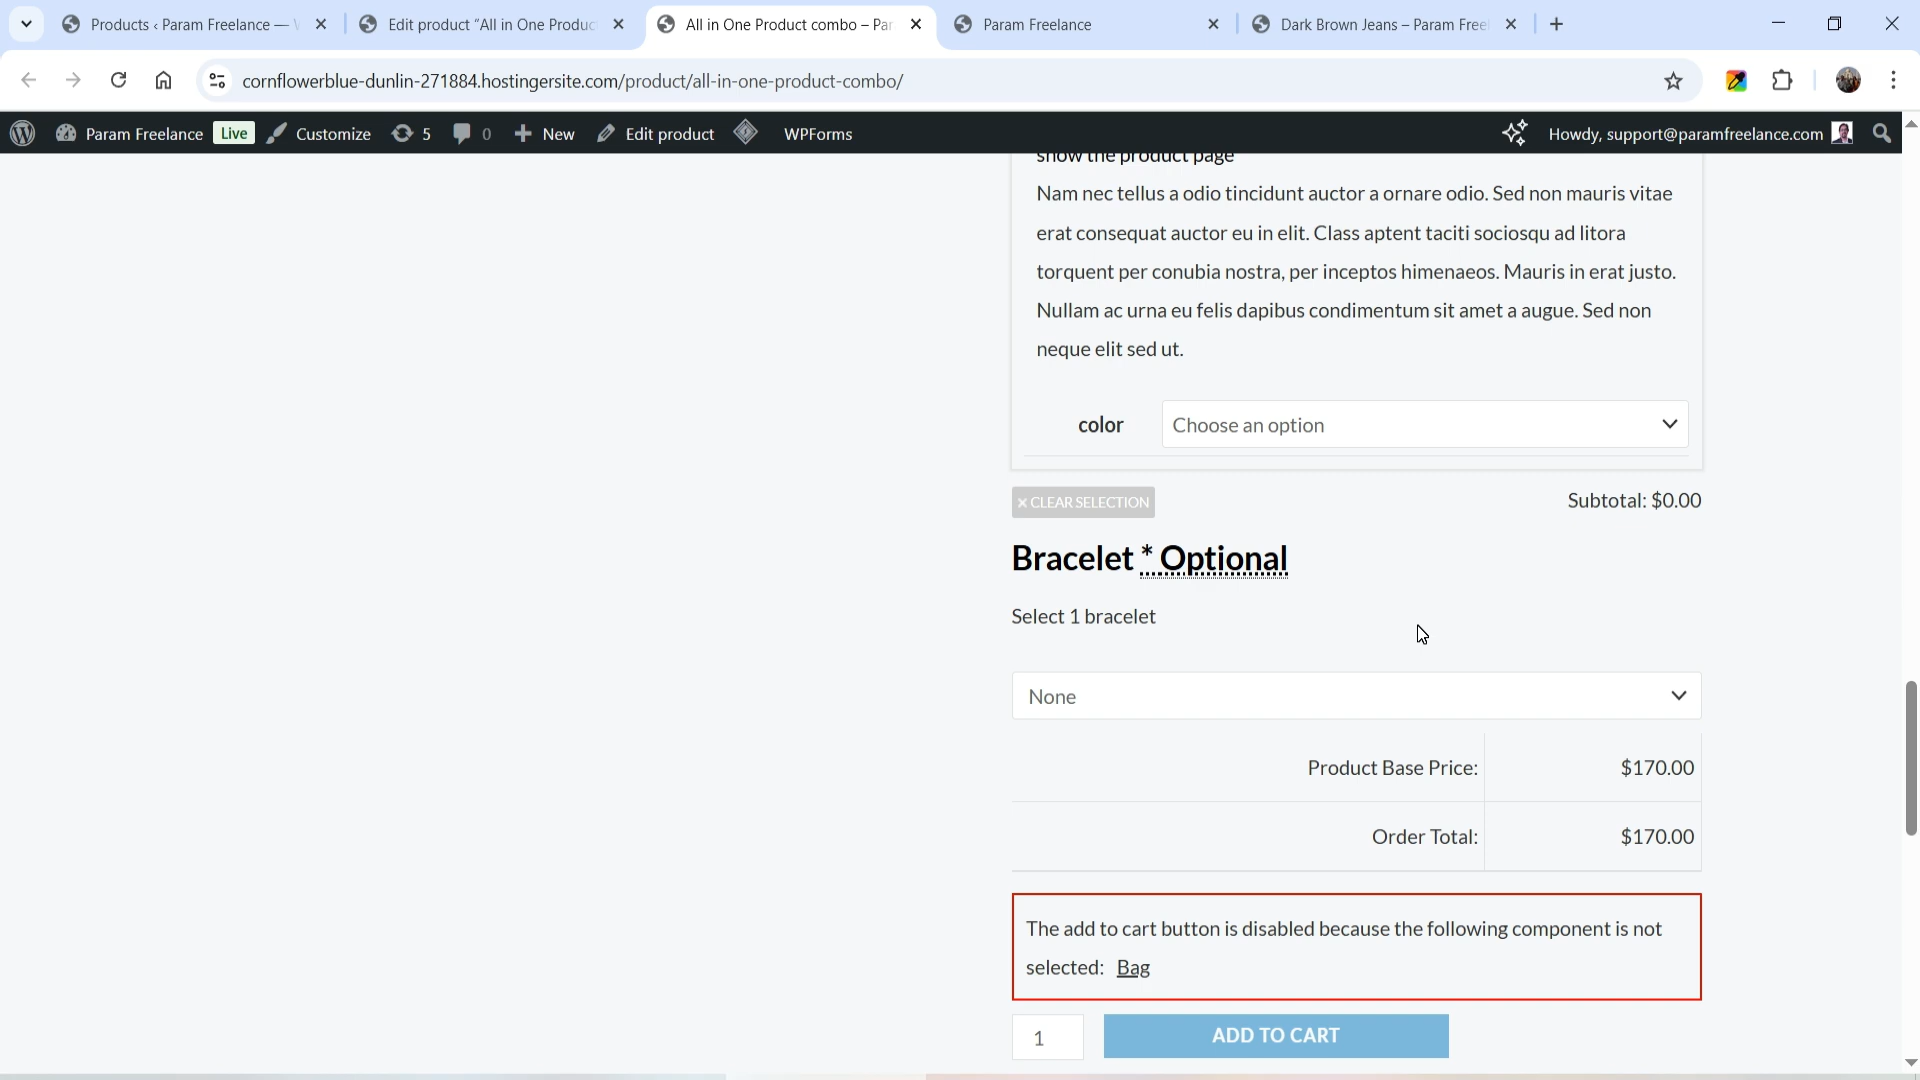 Products ‹ Param Freelance —
Edit product “All in One Produc
All in One Product combo – Par
Param Freelance
Dark Brown Jeans – Param Free
cornflowerblue-dunlin-271884.hostingersite.com/product/all-in-one-product-combo/
Param Freelance Live Customize 5 0 New Edit product WPForms Howdy, support@paramfreelance.com
show the product page
Nam nec tellus a odio tincidunt auctor a ornare odio. Sed non mauris vitae
erat consequat auctor eu in elit. Class aptent taciti sociosqu ad litora
torquent per conubia nostra, per inceptos himenaeos. Mauris in erat justo.
Nullam ac urna eu felis dapibus condimentum sit amet a augue. Sed non
neque elit sed ut.
color Choose an option
× CLEAR SELECTION Subtotal: $0.00
Bracelet * Optional
Select 1 bracelet
None
Product Base Price: $170.00
Order Total: $170.00
The add to cart button is disabled because the following component is not
selected: Bag
1 ADD TO CART